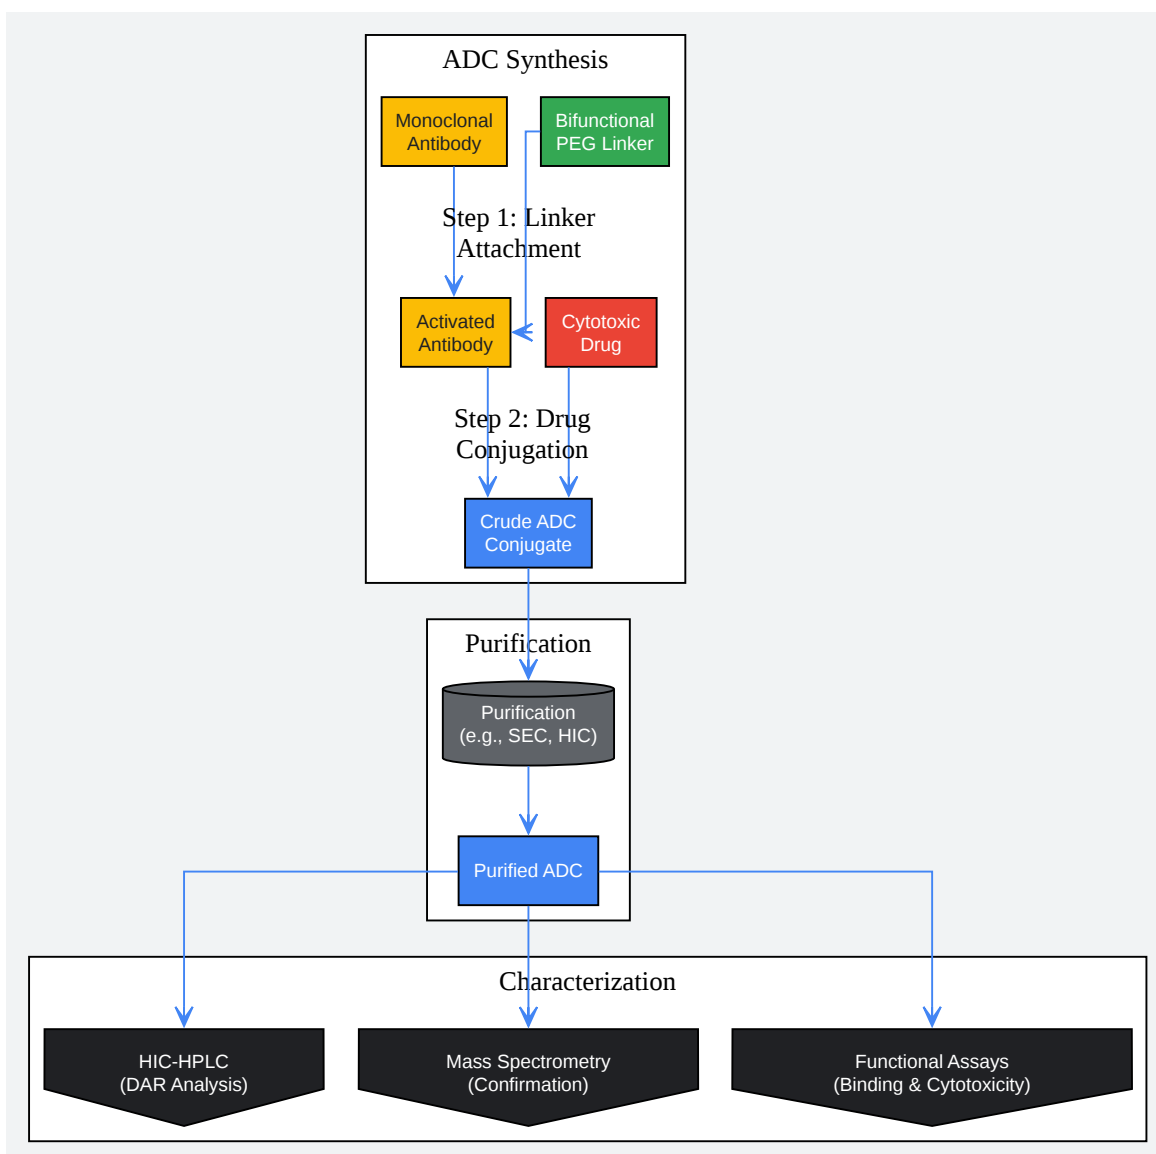 ADC Synthesis
Monoclonal
Antibody
Bifunctional
PEG Linker
Step 1: Linker
Attachment
Activated
Antibody
Cytotoxic
Drug
Step 2: Drug
Conjugation
Crude ADC
Conjugate
Purification
Purification
(e.g., SEC, HIC)
Purified ADC
Characterization
HIC-HPLC
(DAR Analysis)
Mass Spectrometry
(Confirmation)
Functional Assays
(Binding & Cytotoxicity)